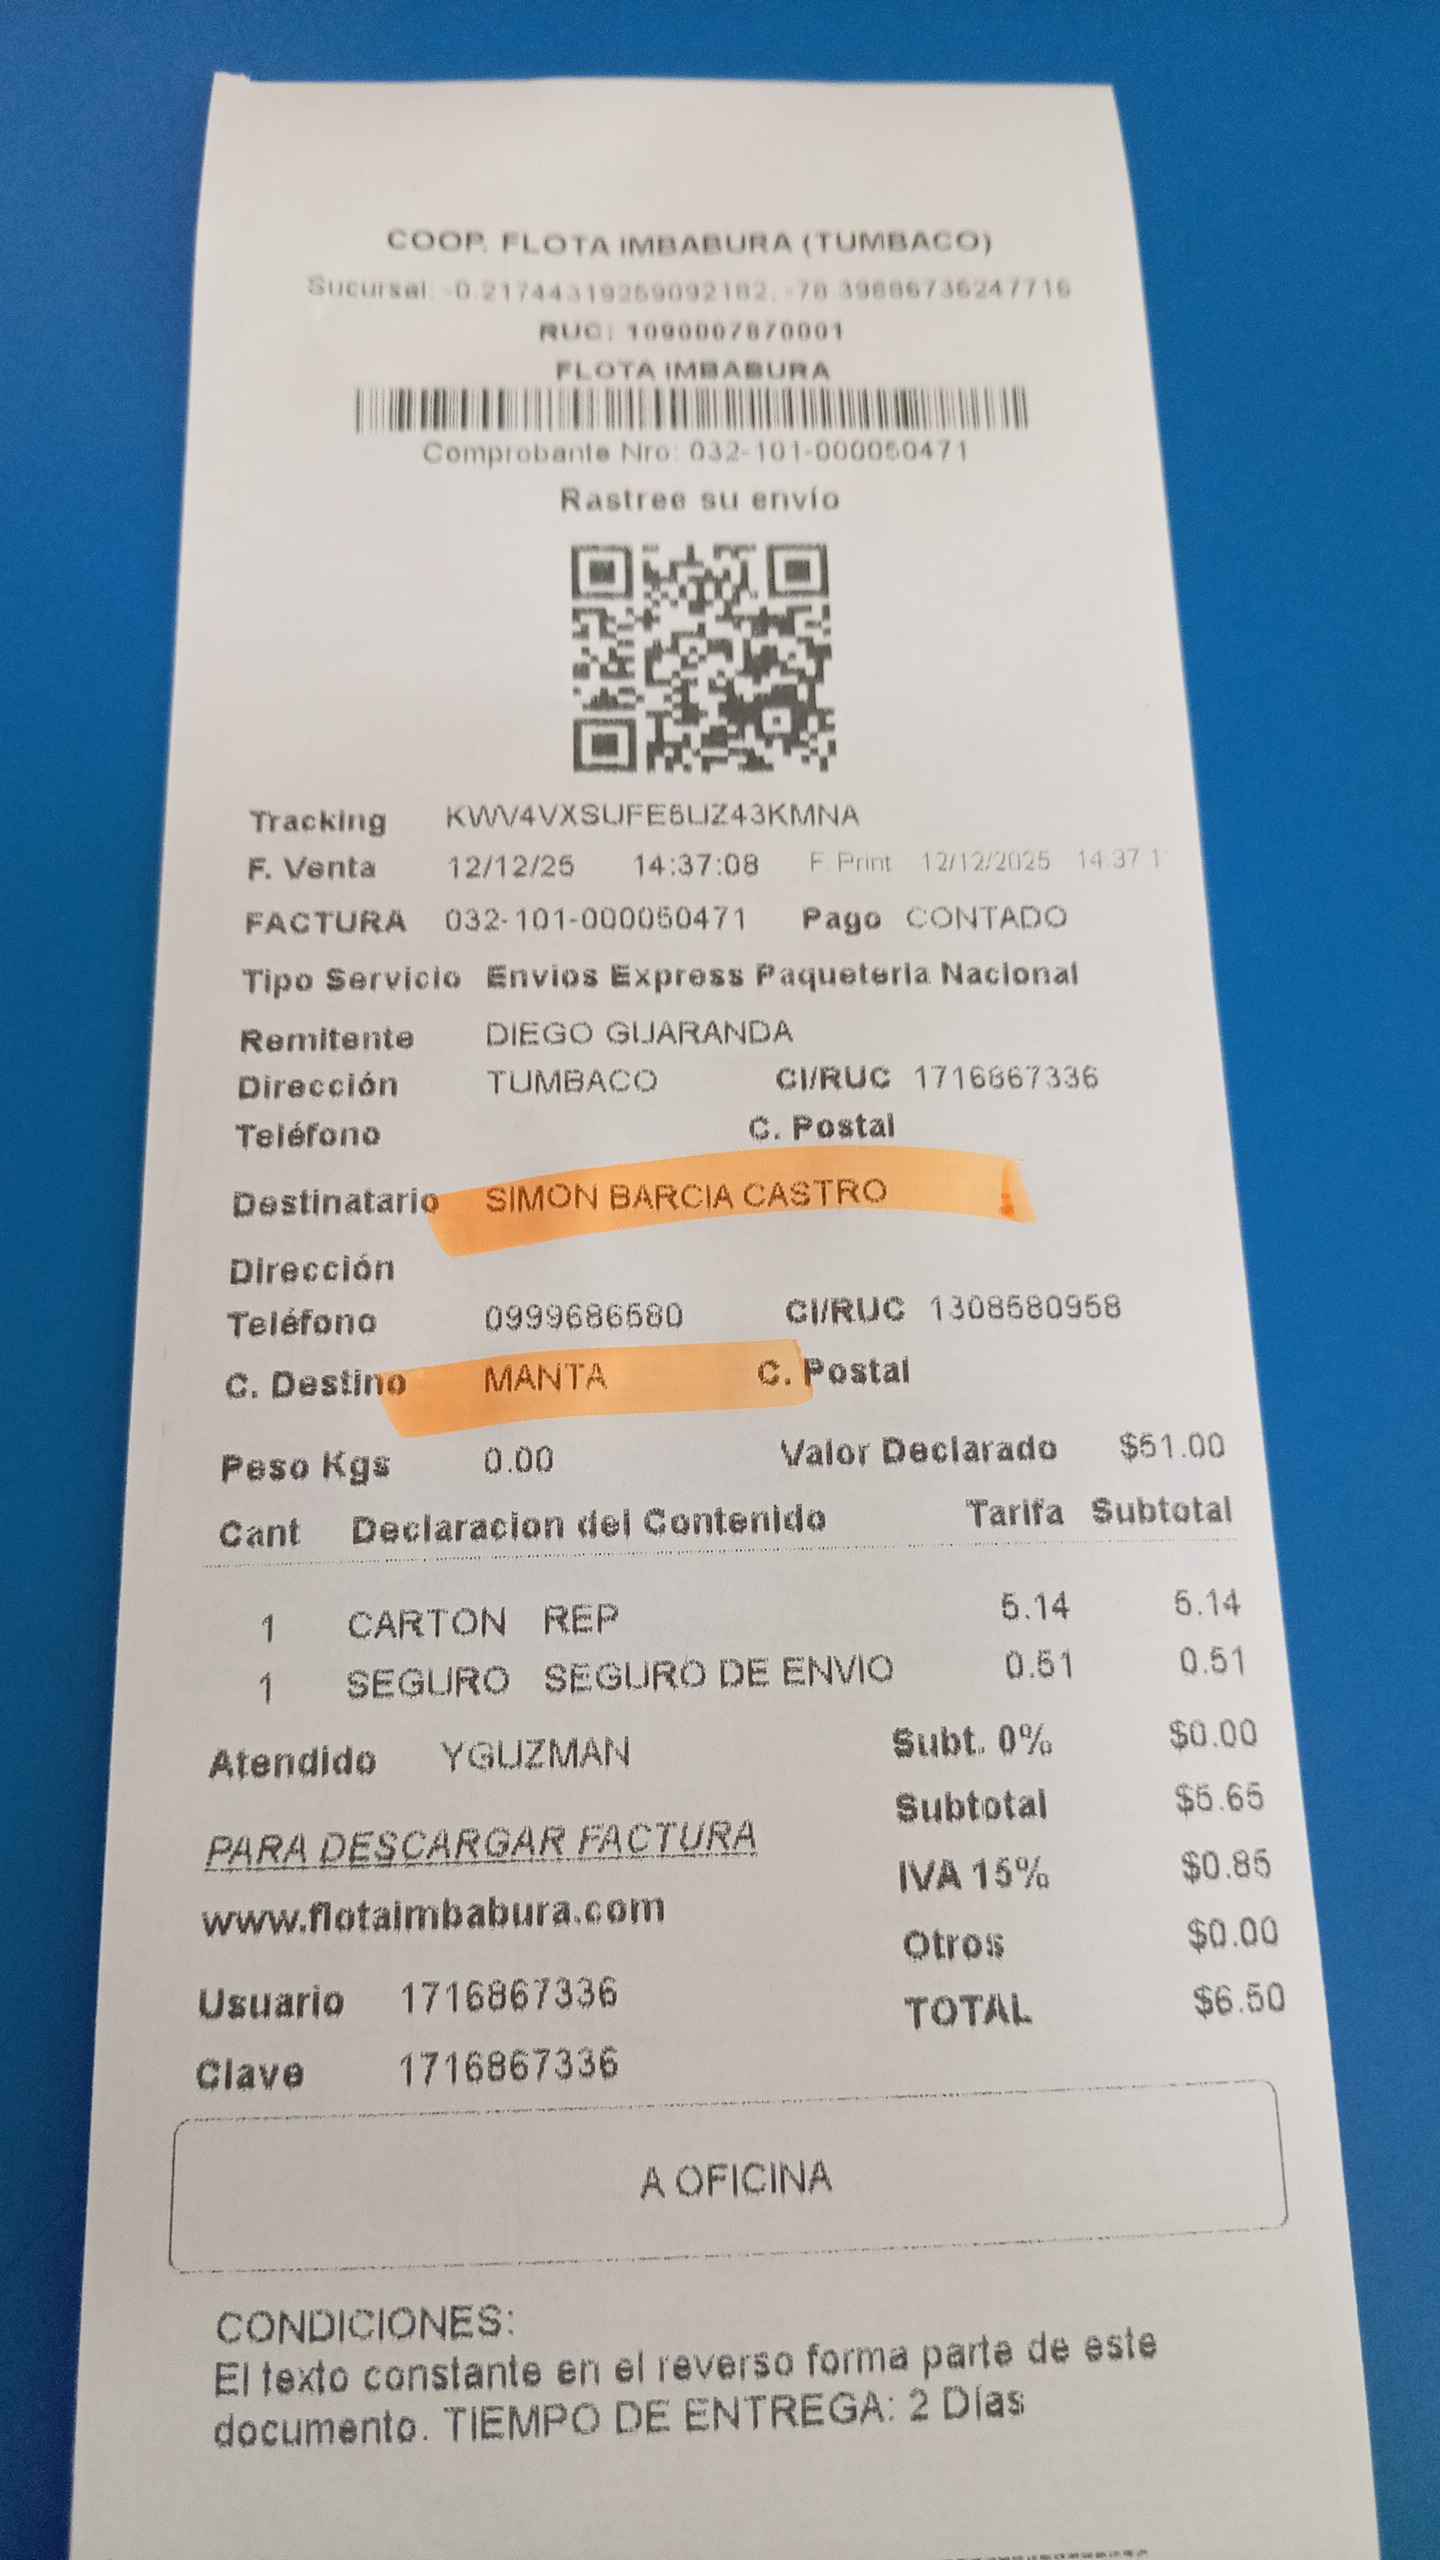 COOP. FLOTA IMBABURA (TUMBACO)
Sucursal. -0.21744319259092182, -78.39886736247716
RUC: 1090007870001
FLOTA IMBABURA
Comprobante Nro: 032-101-000050471
Rastree su envío
Tracking KWV4VXSUFE6UZ43KMNA
F. Venta 12/12/25 14:37:08 F. Print 12/12/2025 14:37:1
FACTURA 032-101-000050471 Pago CONTADO
Tipo Servicio Envios Express Paqueteria Nacional
Remitente DIEGO GUARANDA
Dirección TUMBACO CI/RUC 1716867336
Teléfono C. Postal
Destinatario SIMON BARCIA CASTRO
Dirección
Teléfono 0999686580 CI/RUC 1308580958
C. Destino MANTA C. Postal
Peso Kgs 0.00 Valor Declarado $51.00
Cant Declaracion del Contenido Tarifa Subtotal
1 CARTON REP 5.14 5.14
1 SEGURO SEGURO DE ENVIO 0.51 0.51
Atendido YGUZMAN Subt. 0% $0.00
Subtotal $5.65
PARA DESCARGAR FACTURA
IVA 15% $0.85
www.flotaimbabura.com
Otros $0.00
Usuario 1716867336
TOTAL $6.50
Clave 1716867336
A OFICINA
CONDICIONES:
El texto constante en el reverso forma parte de este
documento. TIEMPO DE ENTREGA: 2 Días